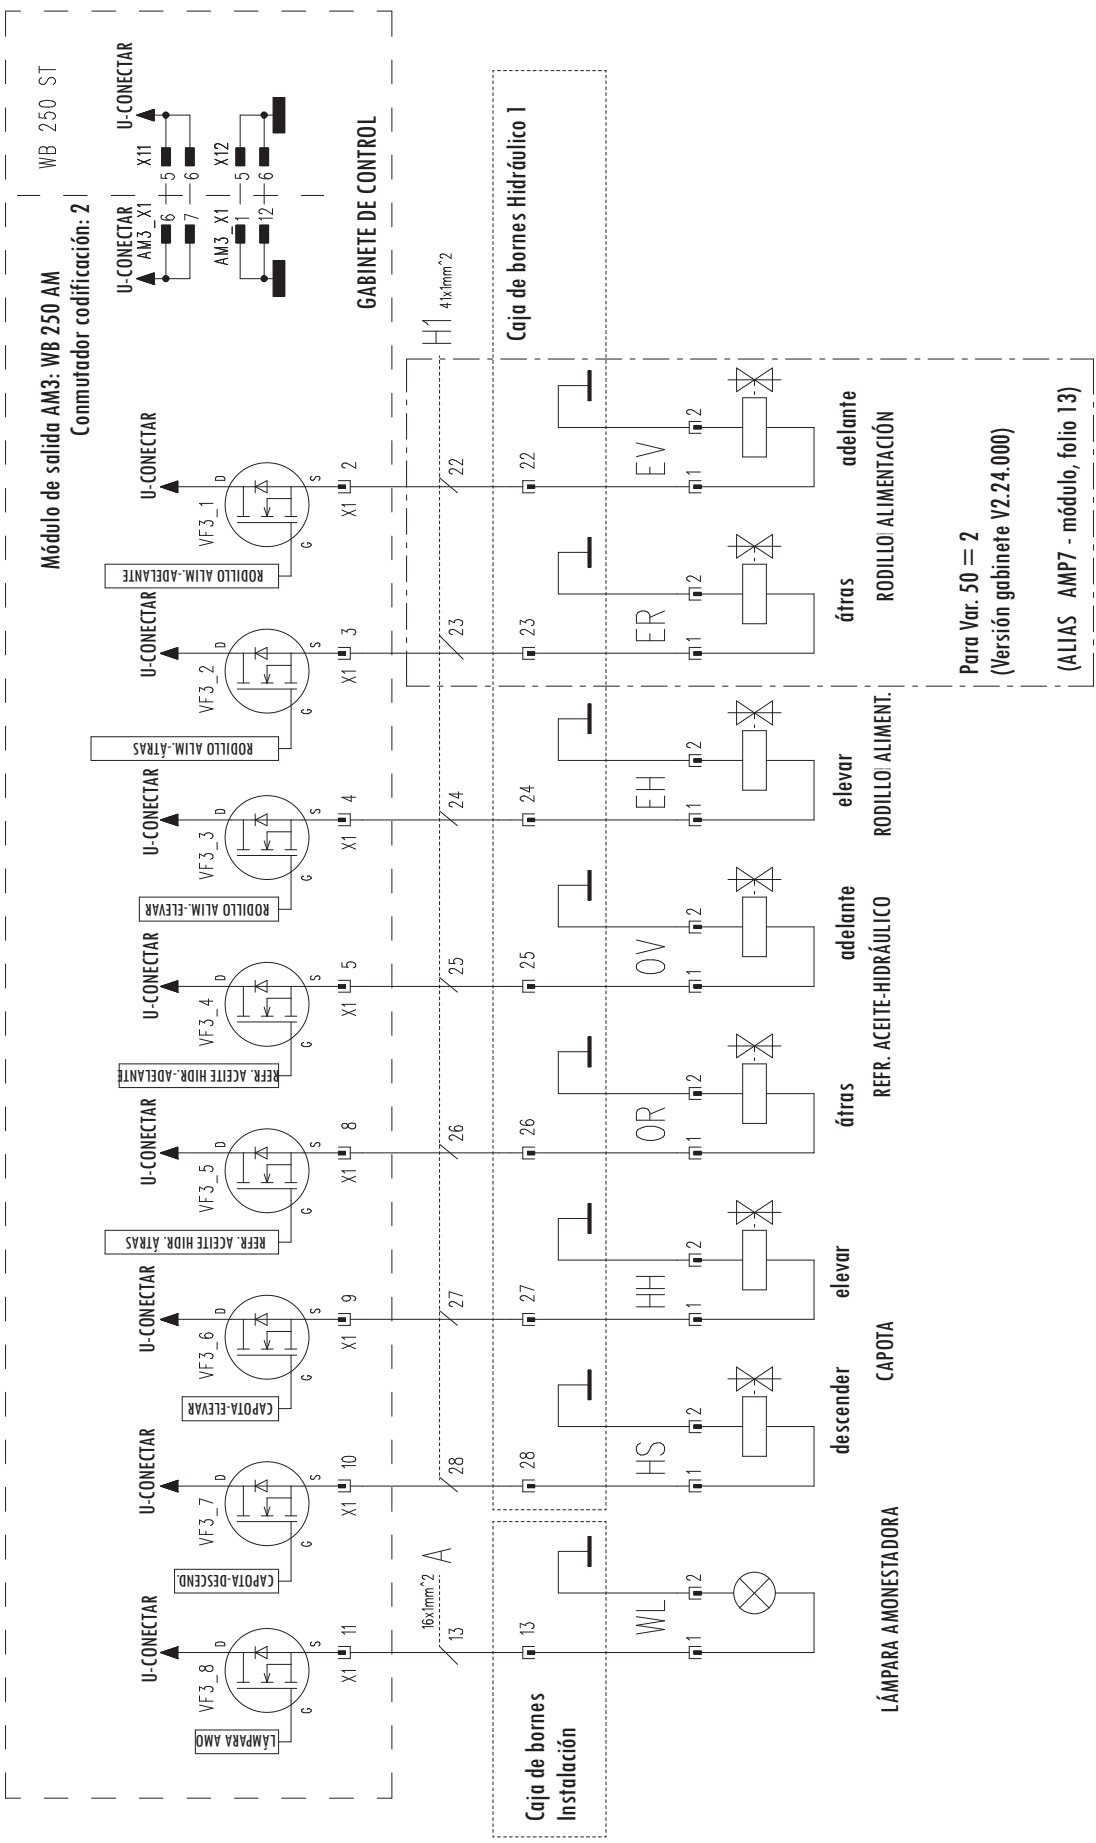 Módulo de salida AM3: WB 250 AM
Conmutador codificación: 2
WB 250 ST
U-CONECTAR
U-CONECTAR
AM3_X1
X11
6
5
7
6
AM3_X1
X12
1
5
12
6
GABINETE DE CONTROL
U-CONECTAR
U-CONECTAR
U-CONECTAR
U-CONECTAR
U-CONECTAR
U-CONECTAR
U-CONECTAR
U-CONECTAR
LÁMPARA AMO
VF3_8
D
S
G
X1
11
CAPOTA-DESCEND.
VF3_7
D
S
G
X1
10
CAPOTA-ELEVAR
VF3_6
D
S
G
X1
9
REFR. ACEITE HIDR. ÁTRAS
VF3_5
D
S
G
X1
8
REFR. ACEITE HIDR.-ADELANTE
VF3_4
D
S
G
X1
5
RODILLO ALIM.-ELEVAR
VF3_3
D
S
G
X1
4
RODILLO ALIM.-ÁTRAS
VF3_2
D
S
G
X1
3
RODILLO ALIM.-ADELANTE
VF3_1
D
S
G
X1
2
16x1mm^2
A
H1
41x1mm^2
13
28
27
26
25
24
23
22
Caja de bornes
Instalación
Caja de bornes Hidráulico 1
13
28
27
26
25
24
23
22
WL
HS
HH
OR
OV
EH
ER
EV
1
2
1
2
1
2
1
2
1
2
1
2
1
2
1
2
descender
elevar
átras
adelante
elevar
átras
adelante
LÁMPARA AMONESTADORA
CAPOTA
REFR. ACEITE-HIDRÁULICO
RODILLO ALIMENT.
RODILLO ALIMENTACIÓN
Para Var. 50 = 2
(Versión gabinete V2.24.000)
(ALIAS AMP7 - módulo, folio 13)